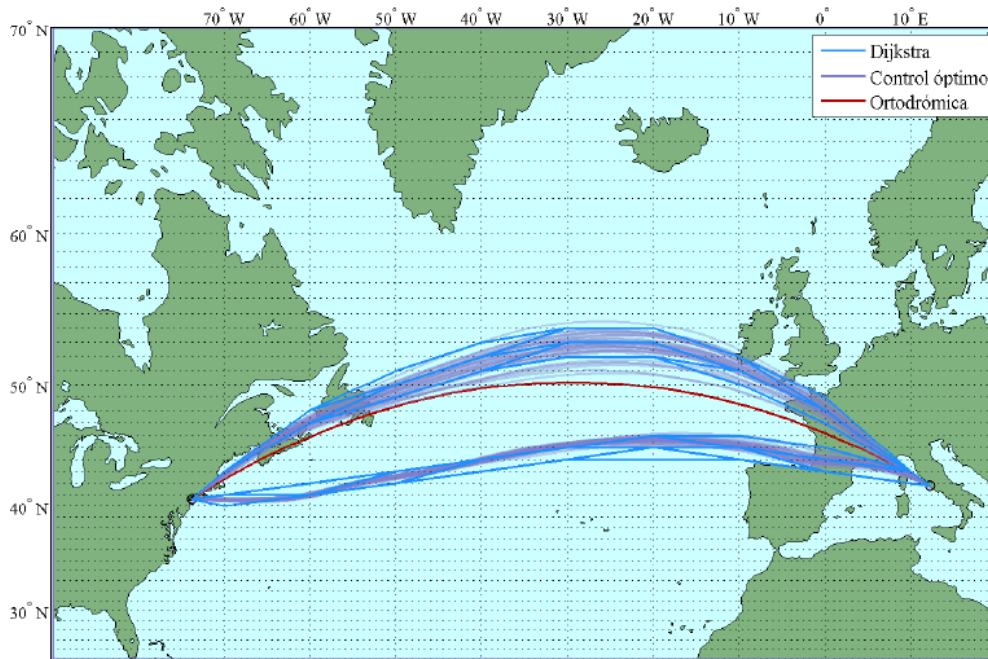 70° W 60° W 50° W 40° W 30° W 20° W 10° W 0° 10° E
70° N
60° N
50° N
40° N
30° N
Dijkstra
Control óptimo
Ortodrómica